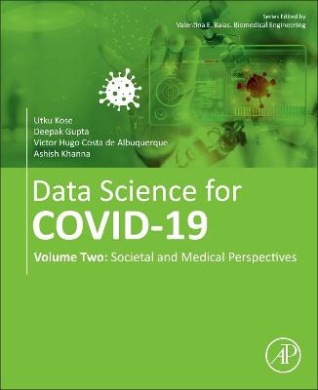 Series Edited by
Valentina E. Balas, Biomedical Engineering
Utku Kose
Deepak Gupta
Victor Hugo Costa de Albuquerque
Ashish Khanna
Data Science for
COVID-19
Volume Two: Societal and Medical Perspectives
AP